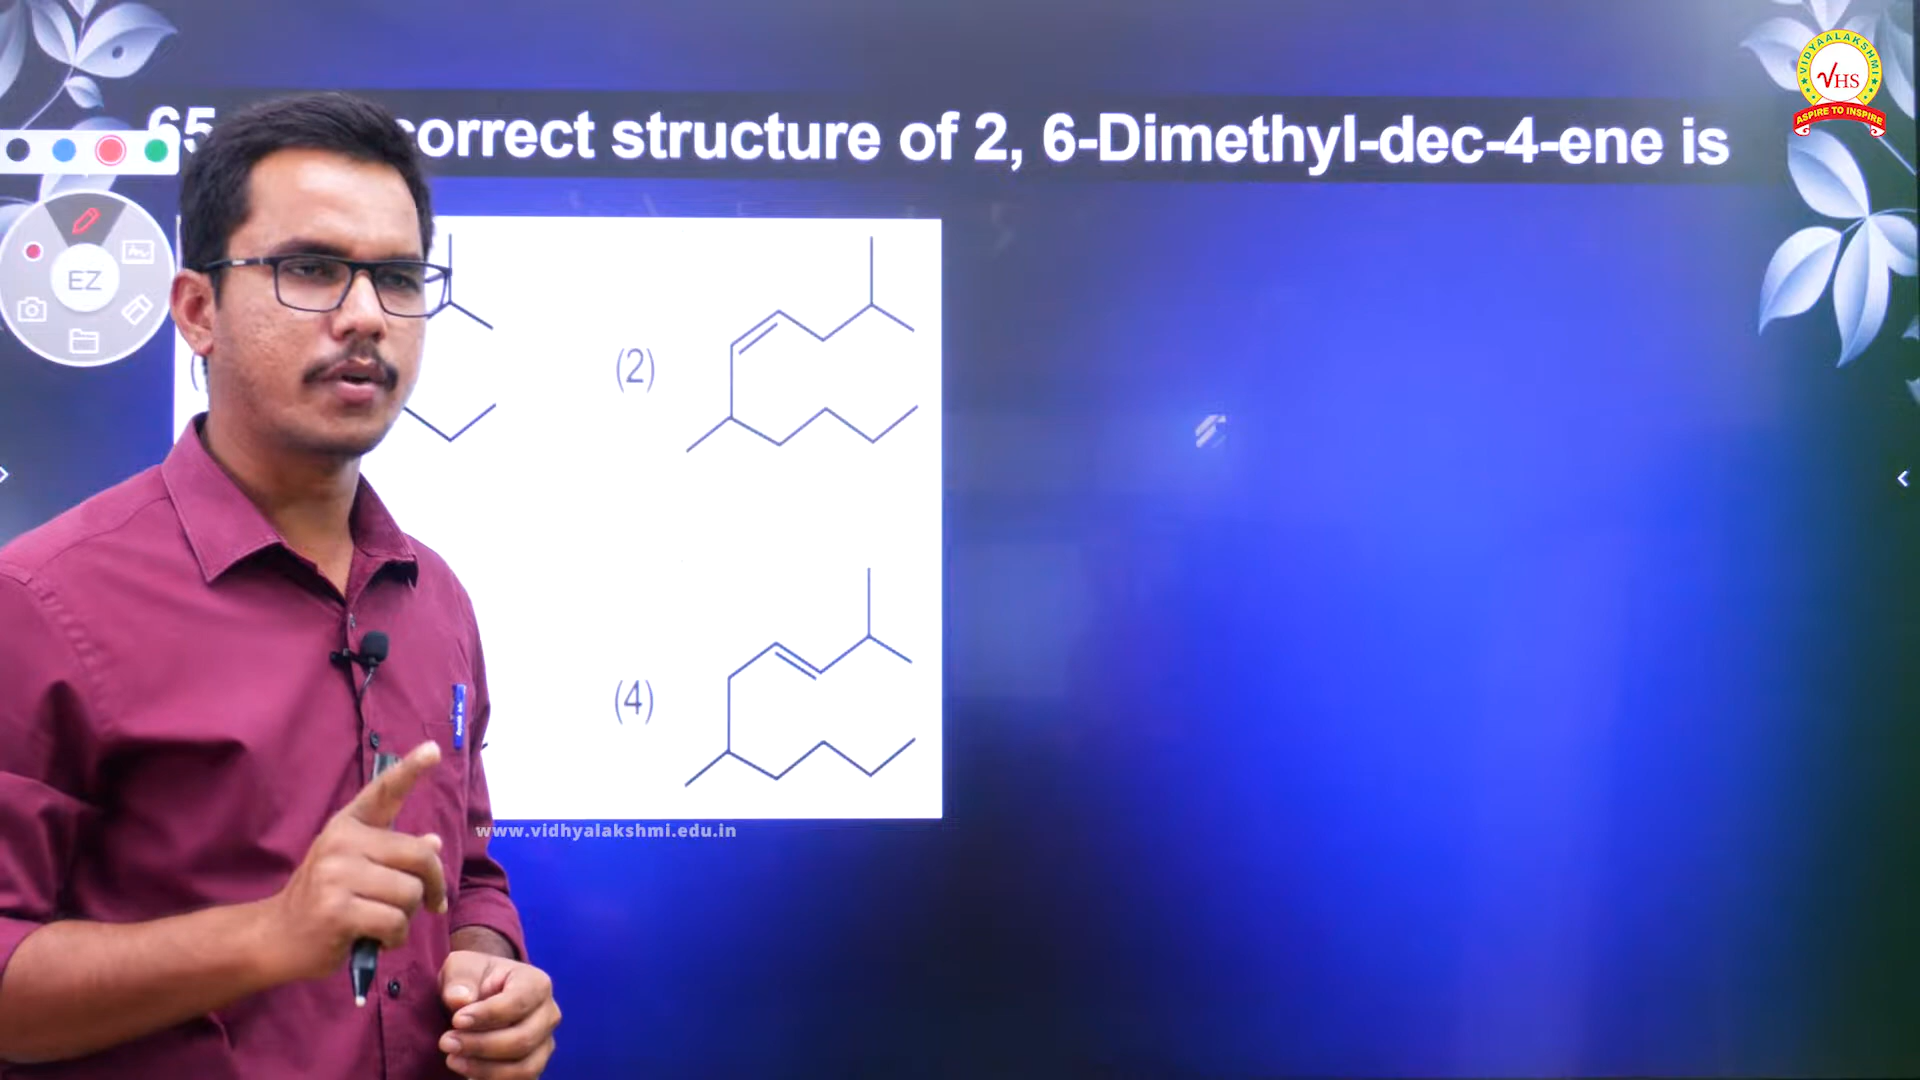 65
correct structure of 2, 6-Dimethyl-dec-4-ene is
VIDYAALAKSHMI
VHS
ASPIRE TO INSPIRE
EZ
(2)
(4)
www.vidhyalakshmi.edu.in